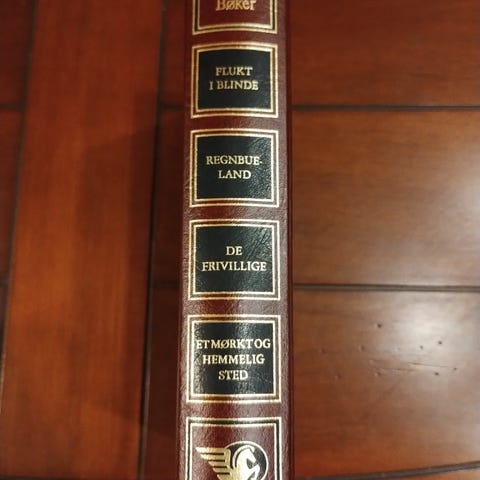 Bøker
FLUKT
I BLINDE
REGNBUE-
LAND
DE
FRIVILLIGE
ET MØRKT OG
HEMMELIG
STED